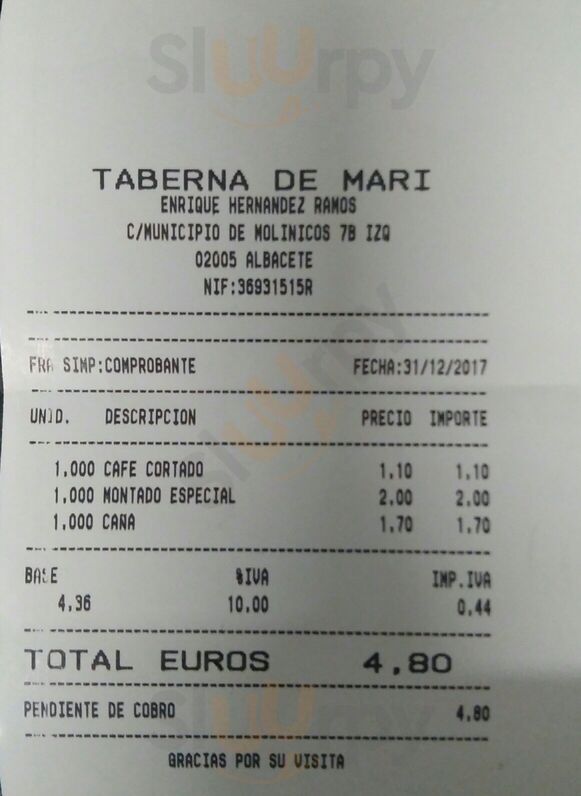 Sluurpy
TABERNA DE MARI
ENRIQUE HERNANDEZ RAMOS
C/MUNICIPIO DE MOLINICOS 7B IZQ
02005 ALBACETE
NIF:36931515R
FRA SIMP:COMPROBANTE FECHA:31/12/2017
UNID. DESCRIPCION PRECIO IMPORTE
1,000 CAFE CORTADO 1,10 1,10
1,000 MONTADO ESPECIAL 2,00 2,00
1,000 CAÑA 1,70 1,70
BASE %IVA IMP.IVA
4,36 10,00 0,44
TOTAL EUROS 4,80
PENDIENTE DE COBRO 4,80
GRACIAS POR SU VISITA
Sluurpy
Sluurpy